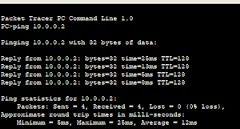 Packet Tracer PC Command Line 1.0
PC>ping 10.0.0.2
Pinging 10.0.0.2 with 32 bytes of data:
Reply from 10.0.0.2: bytes=32 time=25ms TTL=128
Reply from 10.0.0.2: bytes=32 time=13ms TTL=128
Reply from 10.0.0.2: bytes=32 time=5ms TTL=128
Reply from 10.0.0.2: bytes=32 time=8ms TTL=128
Ping statistics for 10.0.0.2:
Packets: Sent = 4, Received = 4, Lost = 0 (0% loss),
Approximate round trip times in milli-seconds:
Minimum = 5ms, Maximum = 25ms, Average = 12ms